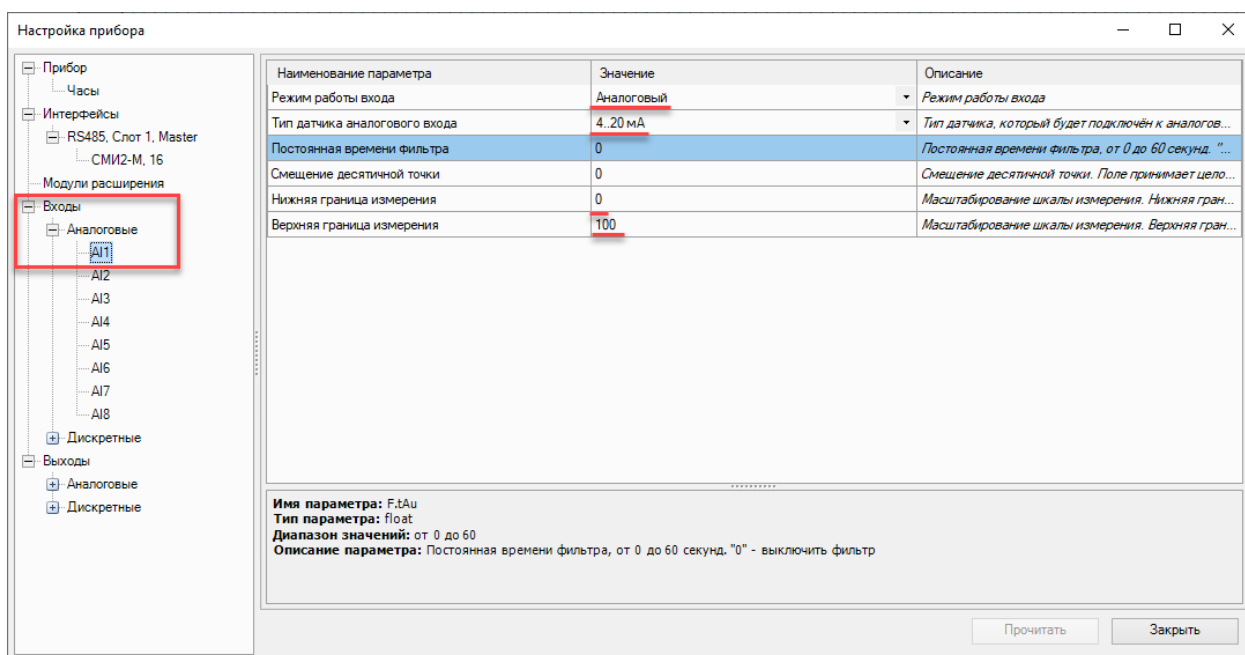 Настройка прибора
Прибор
Часы
Интерфейсы
RS485, Слот 1, Master
СМИ2-М, 16
Модули расширения
Входы
Аналоговые
AI1
AI2
AI3
AI4
AI5
AI6
AI7
AI8
Дискретные
Выходы
Аналоговые
Дискретные
Наименование параметра Значение Описание
Режим работы входа Аналоговый Режим работы входа
Тип датчика аналогового входа 4..20 мА Тип датчика, который будет подключён к аналогов...
Постоянная времени фильтра 0 Постоянная времени фильтра, от 0 до 60 секунд. "...
Смещение десятичной точки 0 Смещение десятичной точки. Поле принимает цело...
Нижняя граница измерения 0 Масштабирование шкалы измерения. Нижняя гран...
Верхняя граница измерения 100 Масштабирование шкалы измерения. Верхняя гран...
Имя параметра: F.tAu
Тип параметра: float
Диапазон значений: от 0 до 60
Описание параметра: Постоянная времени фильтра, от 0 до 60 секунд. "0" - выключить фильтр
Прочитать Закрыть